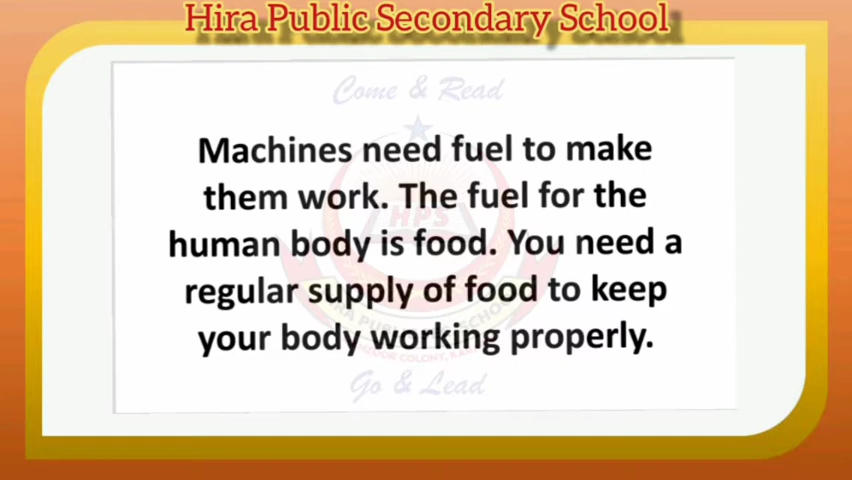 Hira Public Secondary School
Come & Read
Machines need fuel to make
them work. The fuel for the
human body is food. You need a
regular supply of food to keep
your body working properly.
HPS
Go & Lead